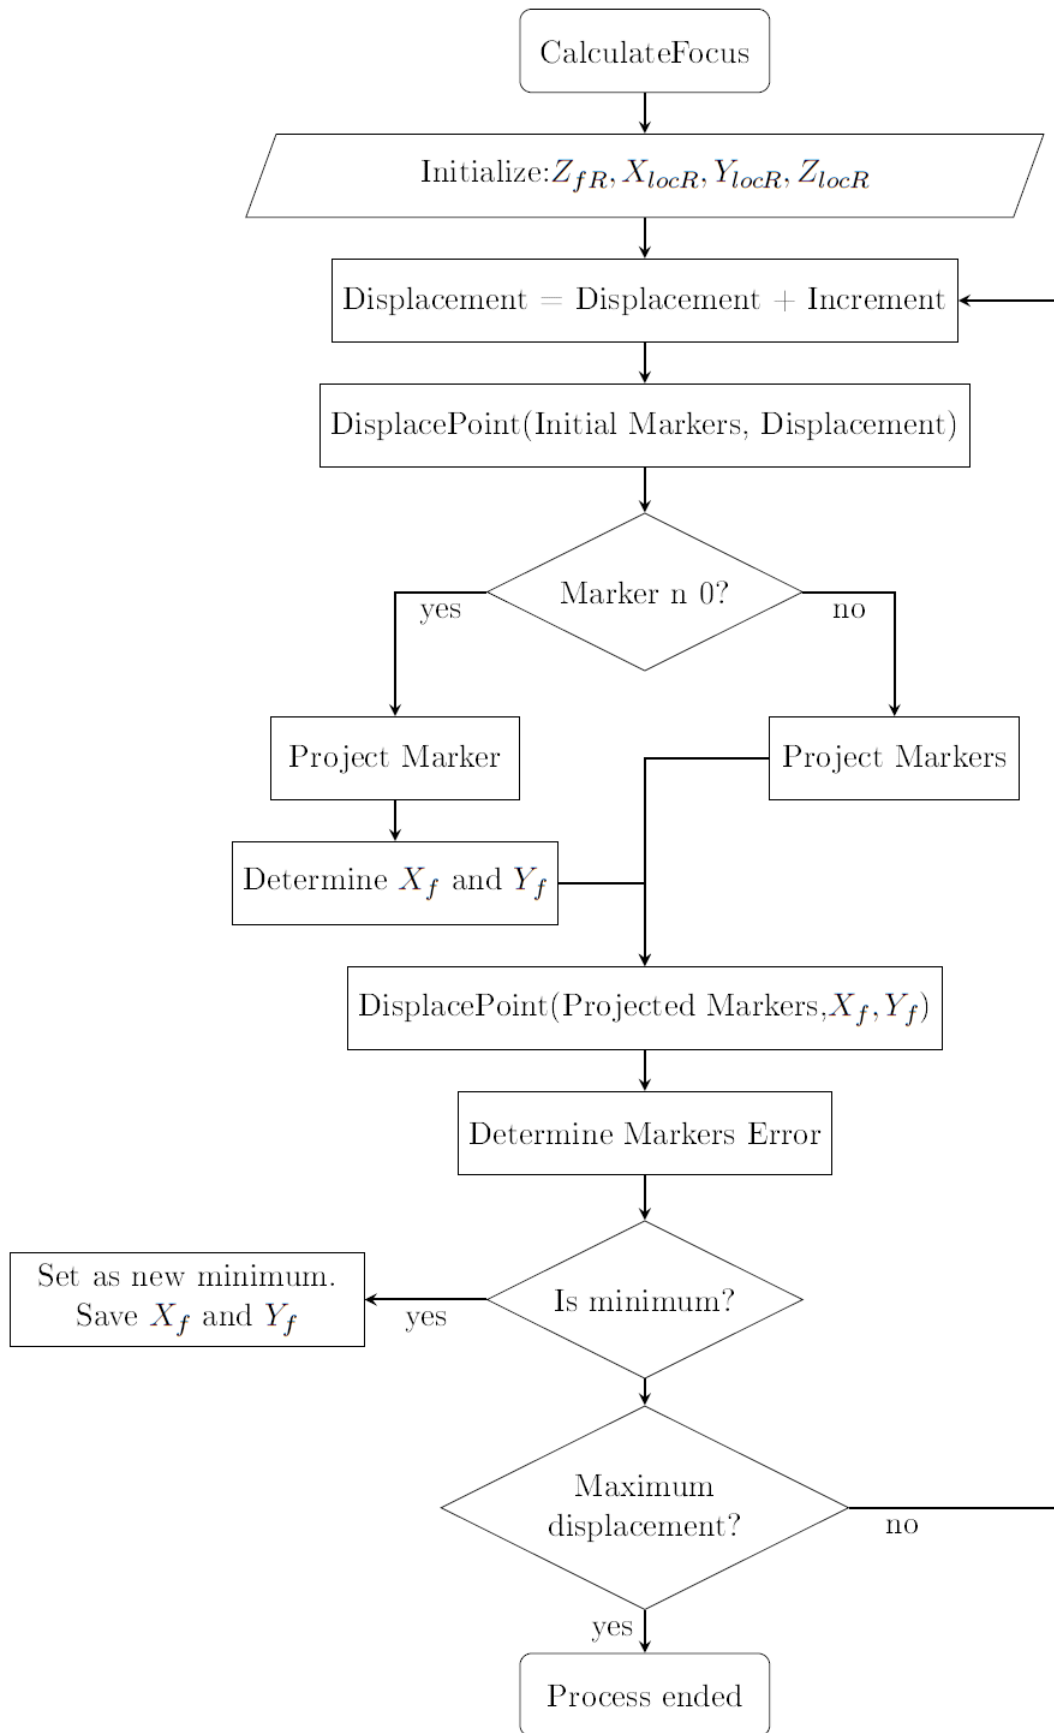 CalculateFocus
Initialize:Z_{fR}, X_{locR}, Y_{locR}, Z_{locR}
Displacement = Displacement + Increment
DisplacePoint(Initial Markers, Displacement)
Marker n 0?
yes
no
Project Marker
Project Markers
Determine X_f and Y_f
DisplacePoint(Projected Markers,X_f, Y_f)
Determine Markers Error
Set as new minimum.
Save X_f and Y_f
yes
Is minimum?
Maximum
displacement?
no
yes
Process ended